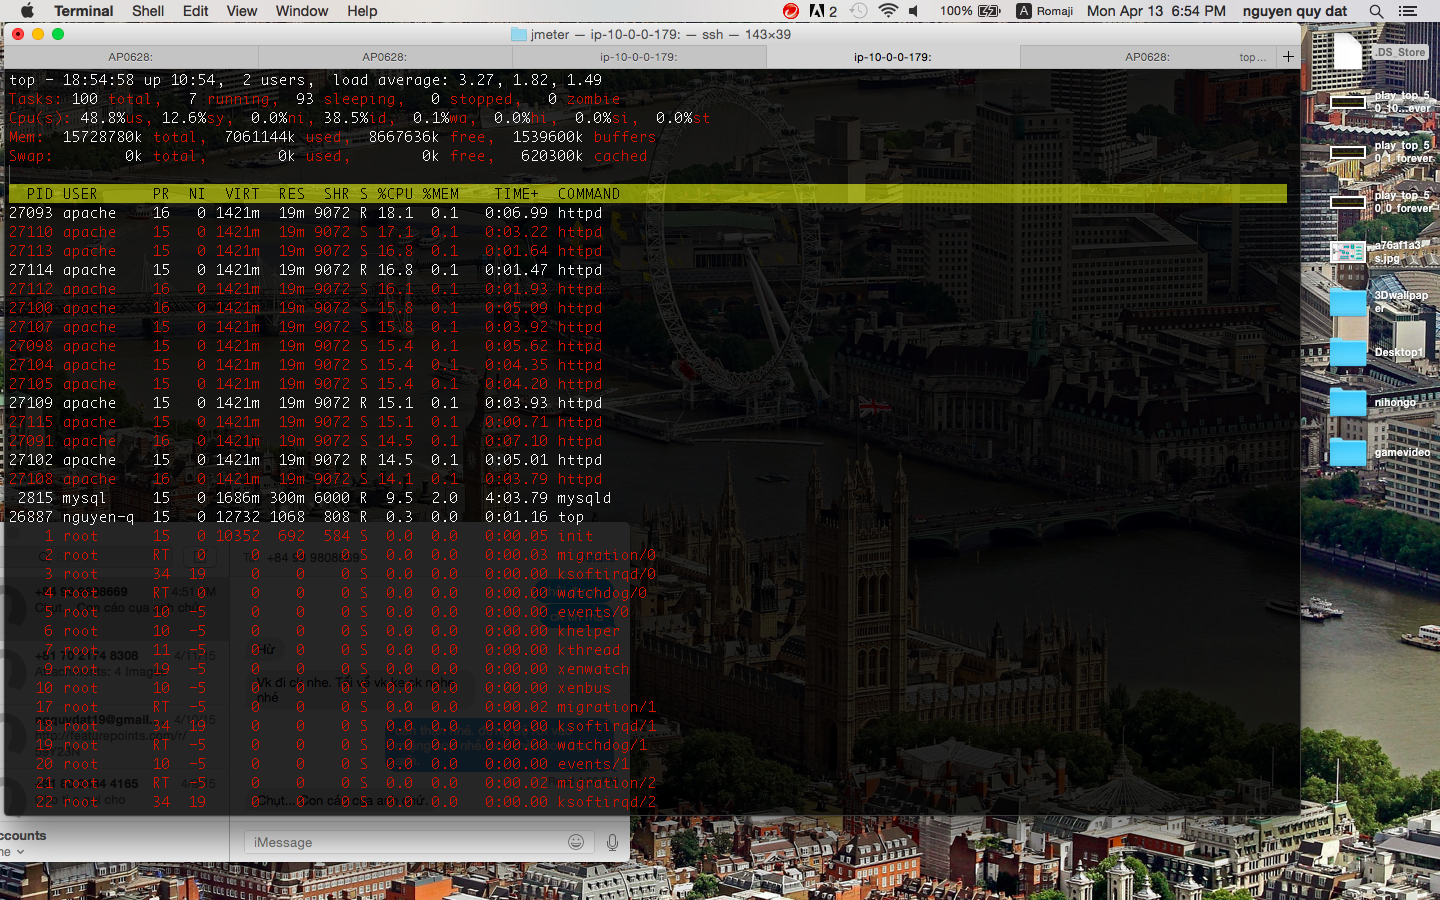 Terminal Shell Edit View Window Help 2 100% A Romaji Mon Apr 13 6:54 PM nguyen quy dat
jmeter — ip-10-0-0-179: — ssh — 143×39
AP0628: AP0628: ip-10-0-0-179: ip-10-0-0-179: AP0628: top...
top - 18:54:58 up 10:54, 2 users, load average: 3.27, 1.82, 1.49
Tasks: 100 total, 7 running, 93 sleeping, 0 stopped, 0 zombie
Cpu(s): 48.8%us, 12.6%sy, 0.0%ni, 38.5%id, 0.1%wa, 0.0%hi, 0.0%si, 0.0%st
Mem: 15728780k total, 7061144k used, 8667636k free, 1539600k buffers
Swap: 0k total, 0k used, 0k free, 620300k cached
PID USER PR NI VIRT RES SHR S %CPU %MEM TIME+ COMMAND
27093 apache 16 0 1421m 19m 9072 R 18.1 0.1 0:06.99 httpd
27110 apache 15 0 1421m 19m 9072 S 17.1 0.1 0:03.22 httpd
27113 apache 15 0 1421m 19m 9072 S 16.8 0.1 0:01.64 httpd
27114 apache 15 0 1421m 19m 9072 R 16.8 0.1 0:01.47 httpd
27112 apache 16 0 1421m 19m 9072 S 16.1 0.1 0:01.93 httpd
27100 apache 16 0 1421m 19m 9072 S 15.8 0.1 0:05.09 httpd
27107 apache 15 0 1421m 19m 9072 S 15.8 0.1 0:03.92 httpd
27098 apache 15 0 1421m 19m 9072 S 15.4 0.1 0:05.62 httpd
27104 apache 15 0 1421m 19m 9072 S 15.4 0.1 0:04.35 httpd
27105 apache 15 0 1421m 19m 9072 S 15.4 0.1 0:04.20 httpd
27109 apache 15 0 1421m 19m 9072 R 15.1 0.1 0:03.93 httpd
27115 apache 15 0 1421m 19m 9072 S 15.1 0.1 0:00.71 httpd
27091 apache 16 0 1421m 19m 9072 S 14.5 0.1 0:07.10 httpd
27102 apache 15 0 1421m 19m 9072 R 14.5 0.1 0:05.01 httpd
27108 apache 16 0 1421m 19m 9072 S 14.1 0.1 0:03.79 httpd
2815 mysql 15 0 1686m 300m 6000 R 9.5 2.0 4:03.79 mysqld
26887 nguyen-q 15 0 12732 1068 808 R 0.3 0.0 0:01.16 top
1 root 15 0 10352 692 584 S 0.0 0.0 0:00.05 init
2 root RT 0 0 0 0 S 0.0 0.0 0:00.03 migration/0
3 root 34 19 0 0 0 S 0.0 0.0 0:00.00 ksoftirqd/0
4 root RT 0 0 0 0 S 0.0 0.0 0:00.00 watchdog/0
5 root 10 -5 0 0 0 S 0.0 0.0 0:00.00 events/0
6 root 10 -5 0 0 0 S 0.0 0.0 0:00.00 khelper
7 root 11 -5 0 0 0 S 0.0 0.0 0:00.00 kthread
9 root 19 -5 0 0 0 S 0.0 0.0 0:00.00 xenwatch
10 root 10 -5 0 0 0 S 0.0 0.0 0:00.00 xenbus
17 root RT -5 0 0 0 S 0.0 0.0 0:00.02 migration/1
18 root 34 19 0 0 0 S 0.0 0.0 0:00.00 ksoftirqd/1
19 root RT -5 0 0 0 S 0.0 0.0 0:00.00 watchdog/1
20 root 10 -5 0 0 0 S 0.0 0.0 0:00.00 events/1
21 root RT -5 0 0 0 S 0.0 0.0 0:00.02 migration/2
22 root 34 19 0 0 0 S 0.0 0.0 0:00.00 ksoftirqd/2
ccounts
ne
iMessage
.DS_Store
play_top_5
0_10...ever
play_top_5
0_1_forever
play_top_5
0_0_forever
a76af1a3
s.jpg
3Dwallpap
er
Desktop1
nihongo
gamevideo